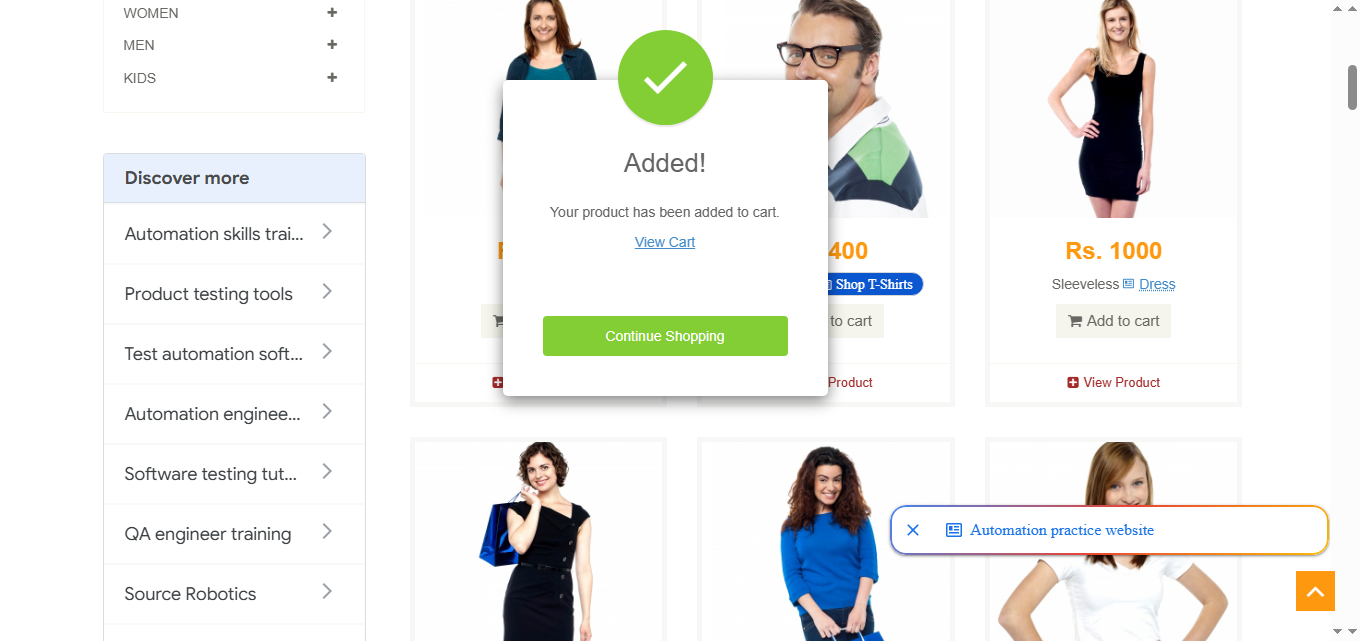 WOMEN
MEN
KIDS
Discover more
Automation skills trai...
Product testing tools
Test automation soft...
Automation enginee...
Software testing tut...
QA engineer training
Source Robotics
Added!
Your product has been added to cart.
View Cart
Continue Shopping
400
Shop T-Shirts
to cart
Product
Rs. 1000
Sleeveless Dress
Add to cart
View Product
Automation practice website